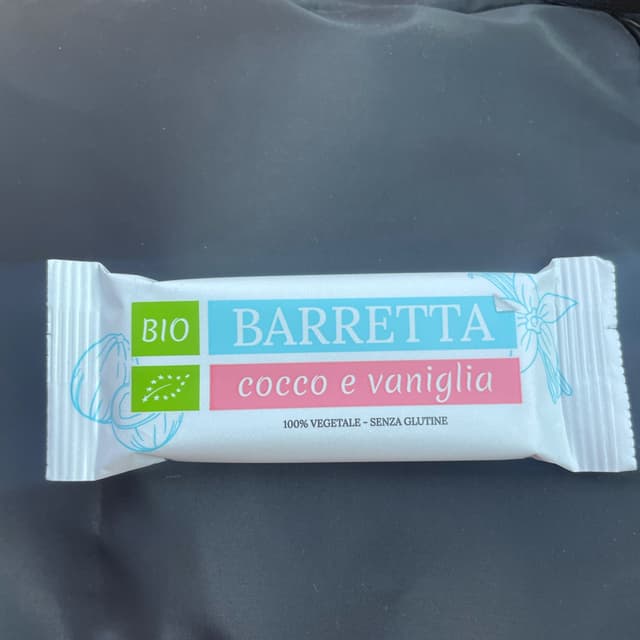 BIO
BARRETTA
cocco e vaniglia
100% VEGETALE - SENZA GLUTINE